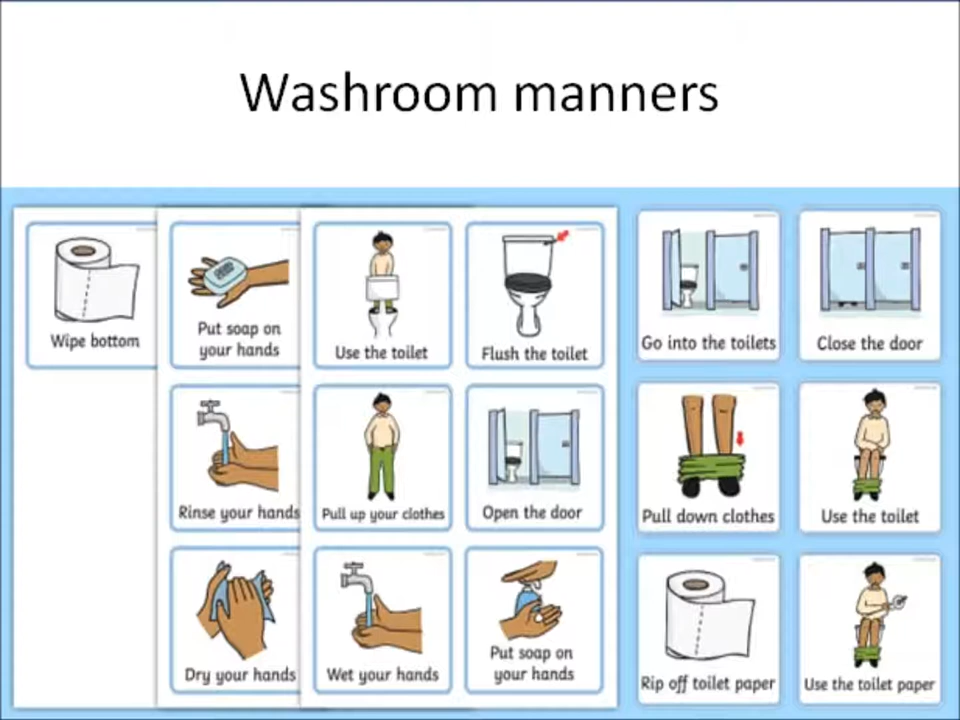 Washroom manners
Wipe bottom
Put soap on
your hands
Use the toilet
Flush the toilet
Go into the toilets
Close the door
Rinse your hands
Pull up your clothes
Open the door
Pull down clothes
Use the toilet
Dry your hands
Wet your hands
Put soap on
your hands
Rip off toilet paper
Use the toilet paper